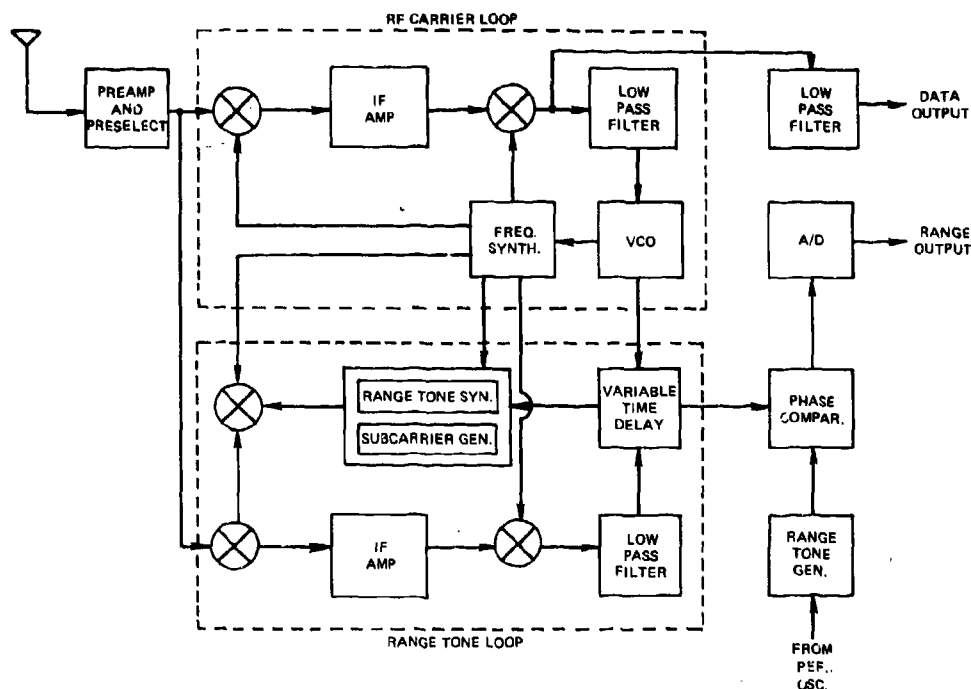 RF CARRIER LOOP
PREAMP
AND
PRESELECT
IF
AMP
LOW
PASS
FILTER
LOW
PASS
FILTER
DATA
OUTPUT
FREQ.
SYNTH.
VCO
A/D
RANGE
OUTPUT
RANGE TONE SYN.
SUBCARRIER GEN.
VARIABLE
TIME
DELAY
PHASE
COMPAR.
IF
AMP
LOW
PASS
FILTER
RANGE
TONE
GEN.
RANGE TONE LOOP
FROM
REF.
OSC.